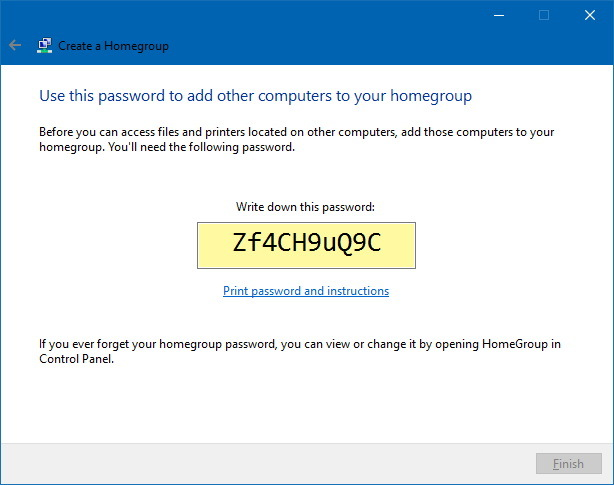 Create a Homegroup
Use this password to add other computers to your homegroup
Before you can access files and printers located on other computers, add those computers to your
homegroup. You'll need the following password.
Write down this password:
Zf4CH9uQ9C
Print password and instructions
If you ever forget your homegroup password, you can view or change it by opening HomeGroup in
Control Panel.
Finish